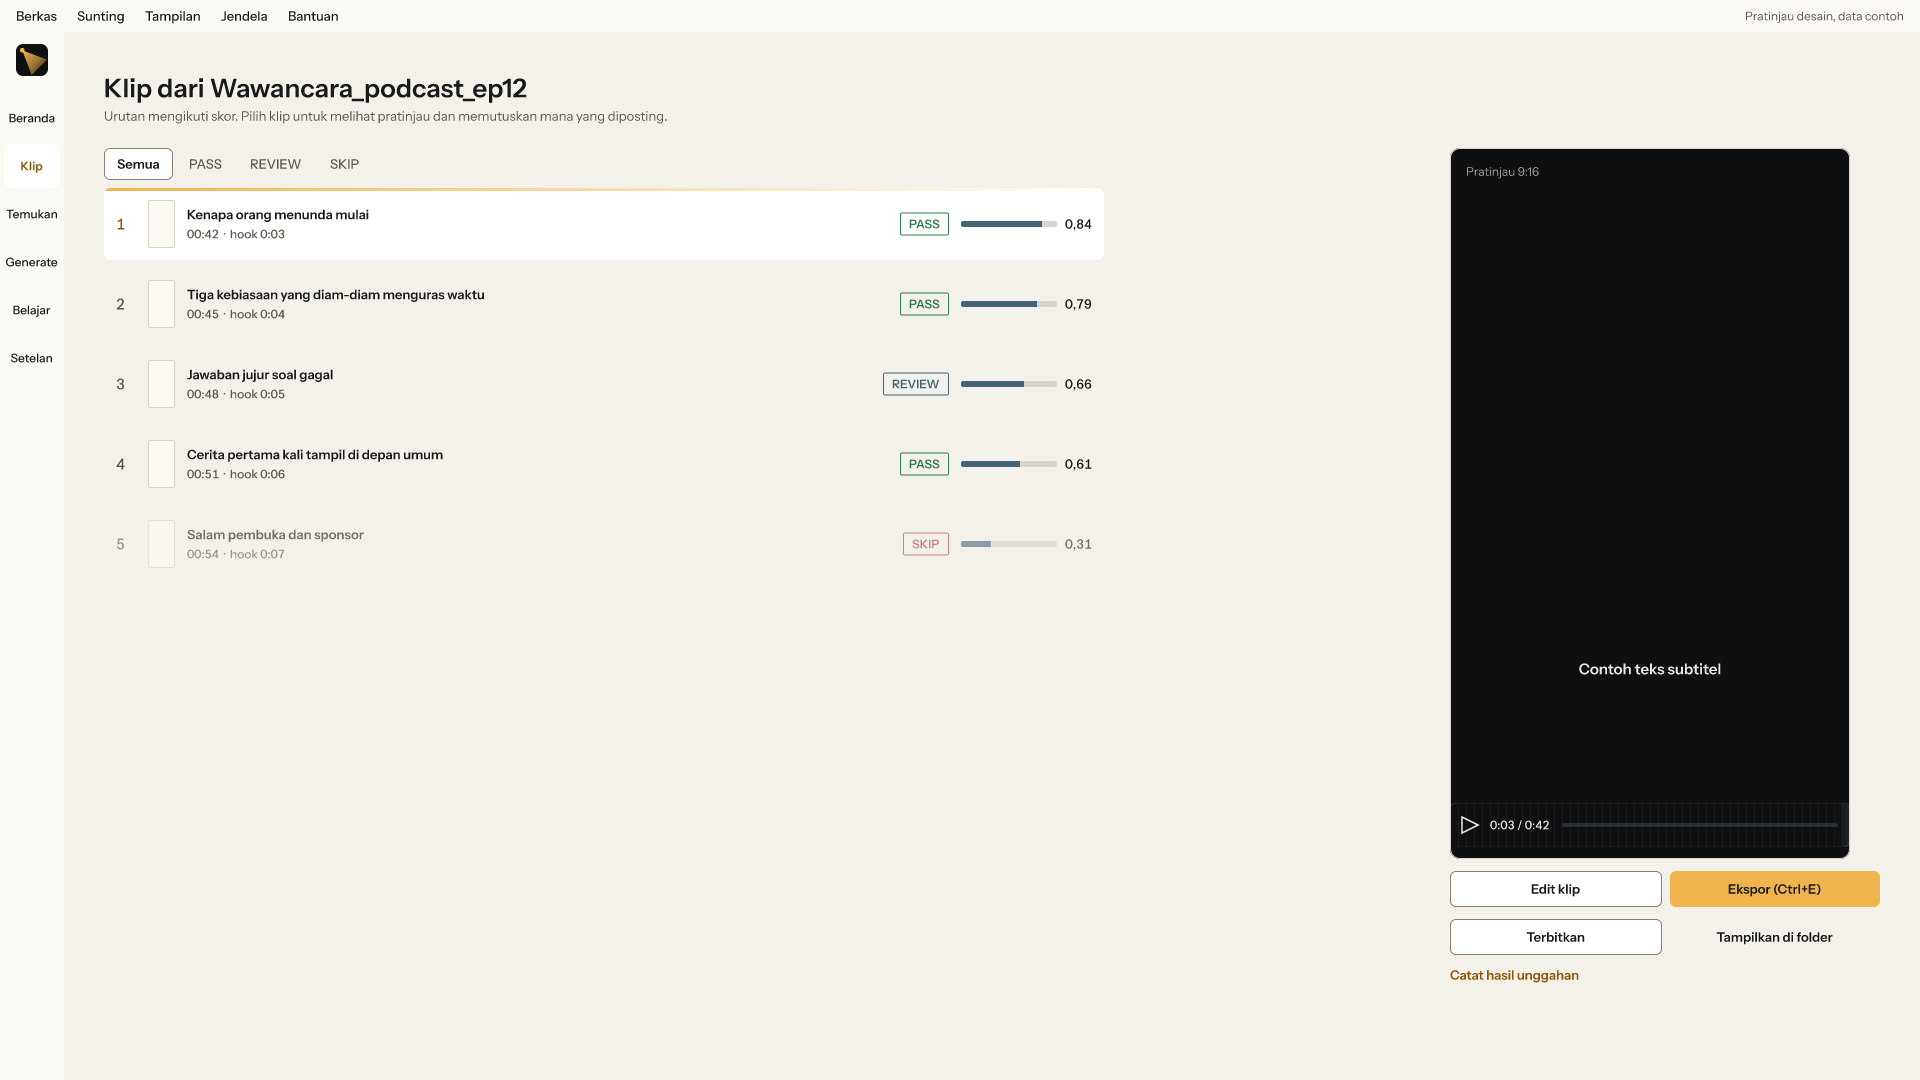 Berkas Sunting Tampilan Jendela Bantuan
Pratinjau desain, data contoh
Beranda
Klip
Temukan
Generate
Belajar
Setelan
Klip dari Wawancara_podcast_ep12
Urutan mengikuti skor. Pilih klip untuk melihat pratinjau dan memutuskan mana yang diposting.
Semua PASS REVIEW SKIP
1
Kenapa orang menunda mulai
00:42 · hook 0:03
PASS 0,84
2
Tiga kebiasaan yang diam-diam menguras waktu
00:45 · hook 0:04
PASS 0,79
3
Jawaban jujur soal gagal
00:48 · hook 0:05
REVIEW 0,66
4
Cerita pertama kali tampil di depan umum
00:51 · hook 0:06
PASS 0,61
5
Salam pembuka dan sponsor
00:54 · hook 0:07
SKIP 0,31
Pratinjau 9:16
Contoh teks subtitel
0:03 / 0:42
Edit klip
Ekspor (Ctrl+E)
Terbitkan
Tampilkan di folder
Catat hasil unggahan